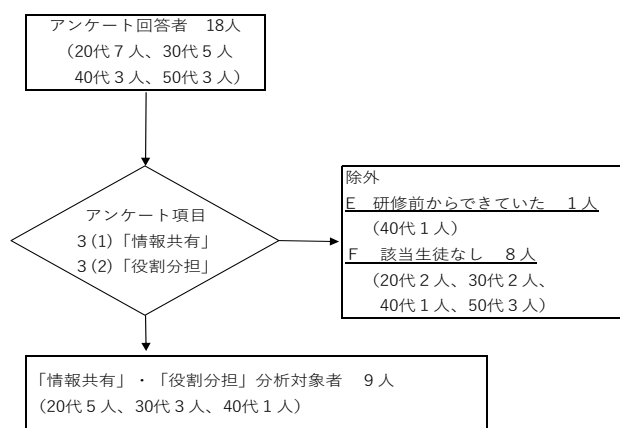 アンケート回答者　18人
（20代７人、30代５人
40代３人、50代３人）
アンケート項目
３(1)「情報共有」
３(2)「役割分担」
除外
Ｅ　研修前からできていた　１人
（40代１人）
Ｆ　該当生徒なし　８人
（20代２人、30代２人、
40代１人、50代３人）
「情報共有」・「役割分担」分析対象者　９人
（20代５人、30代３人、40代１人）